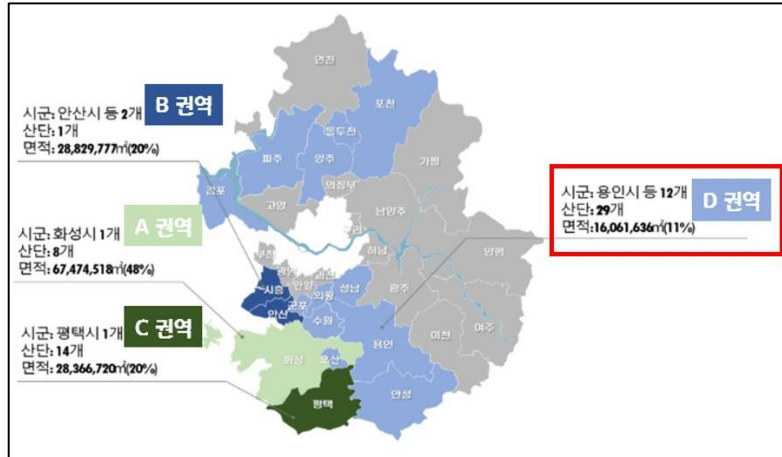 B 권역
시군: 안산시 등 2개
산단: 1개
면적: 28,829,777㎡(20%)
A 권역
시군: 화성시 1개
산단: 8개
면적: 67,474,518㎡(48%)
C 권역
시군: 평택시 1개
산단: 14개
면적: 28,366,720㎡(20%)
D 권역
시군: 용인시 등 12개
산단: 29개
면적:16,061,636㎡(11%)
연천
포천
동두천
파주
양주
가평
의정부
김포
고양
남양주
구리
양평
하남
부천
광명
과천
안양
시흥
성남
광주
군포
의왕
안산
수원
이천
여주
용인
화성
오산
안성
평택